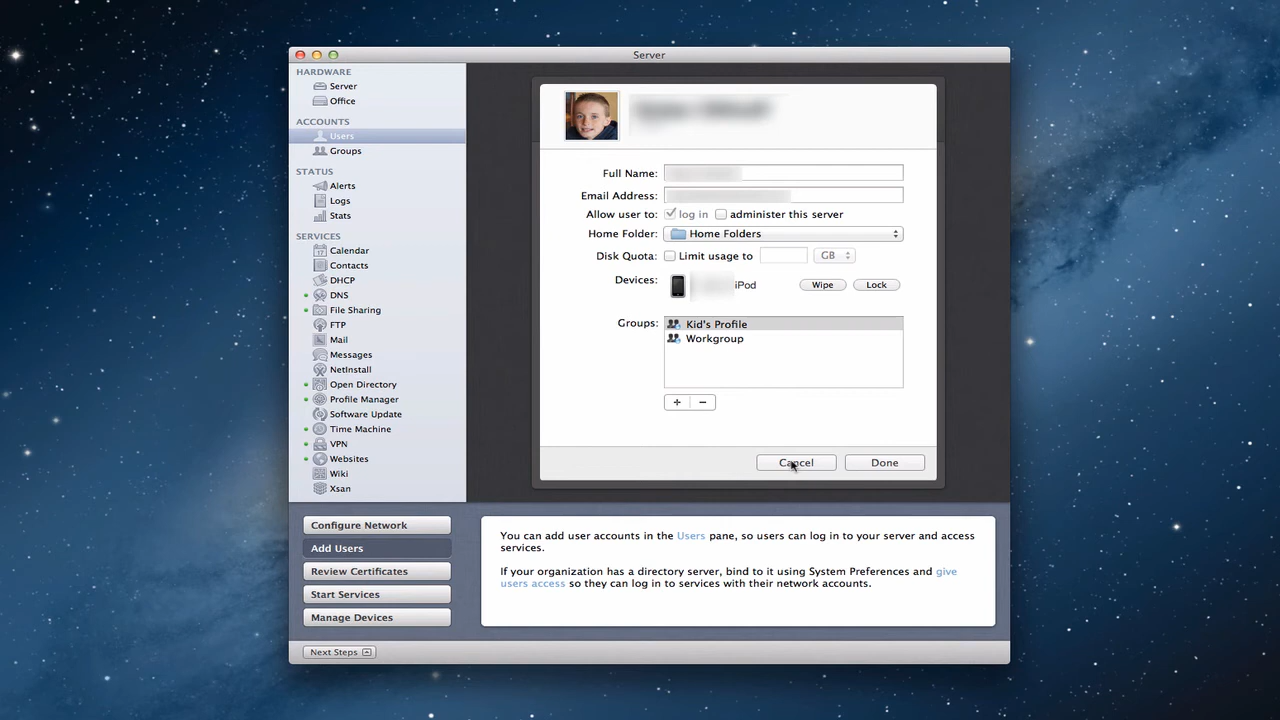 Server
HARDWARE
Server
Office
ACCOUNTS
Users
Groups
STATUS
Alerts
Logs
Stats
SERVICES
Calendar
Contacts
DHCP
DNS
File Sharing
FTP
Mail
Messages
NetInstall
Open Directory
Profile Manager
Software Update
Time Machine
VPN
Websites
Wiki
Xsan
Full Name:
Email Address:
Allow user to: log in administer this server
Home Folder: Home Folders
Disk Quota: Limit usage to GB
Devices: iPod Wipe Lock
Groups: Kid's Profile
Workgroup
+ −
Cancel Done
Configure Network
Add Users
Review Certificates
Start Services
Manage Devices
You can add user accounts in the Users pane, so users can log in to your server and access
services.
If your organization has a directory server, bind to it using System Preferences and give
users access so they can log in to services with their network accounts.
Next Steps